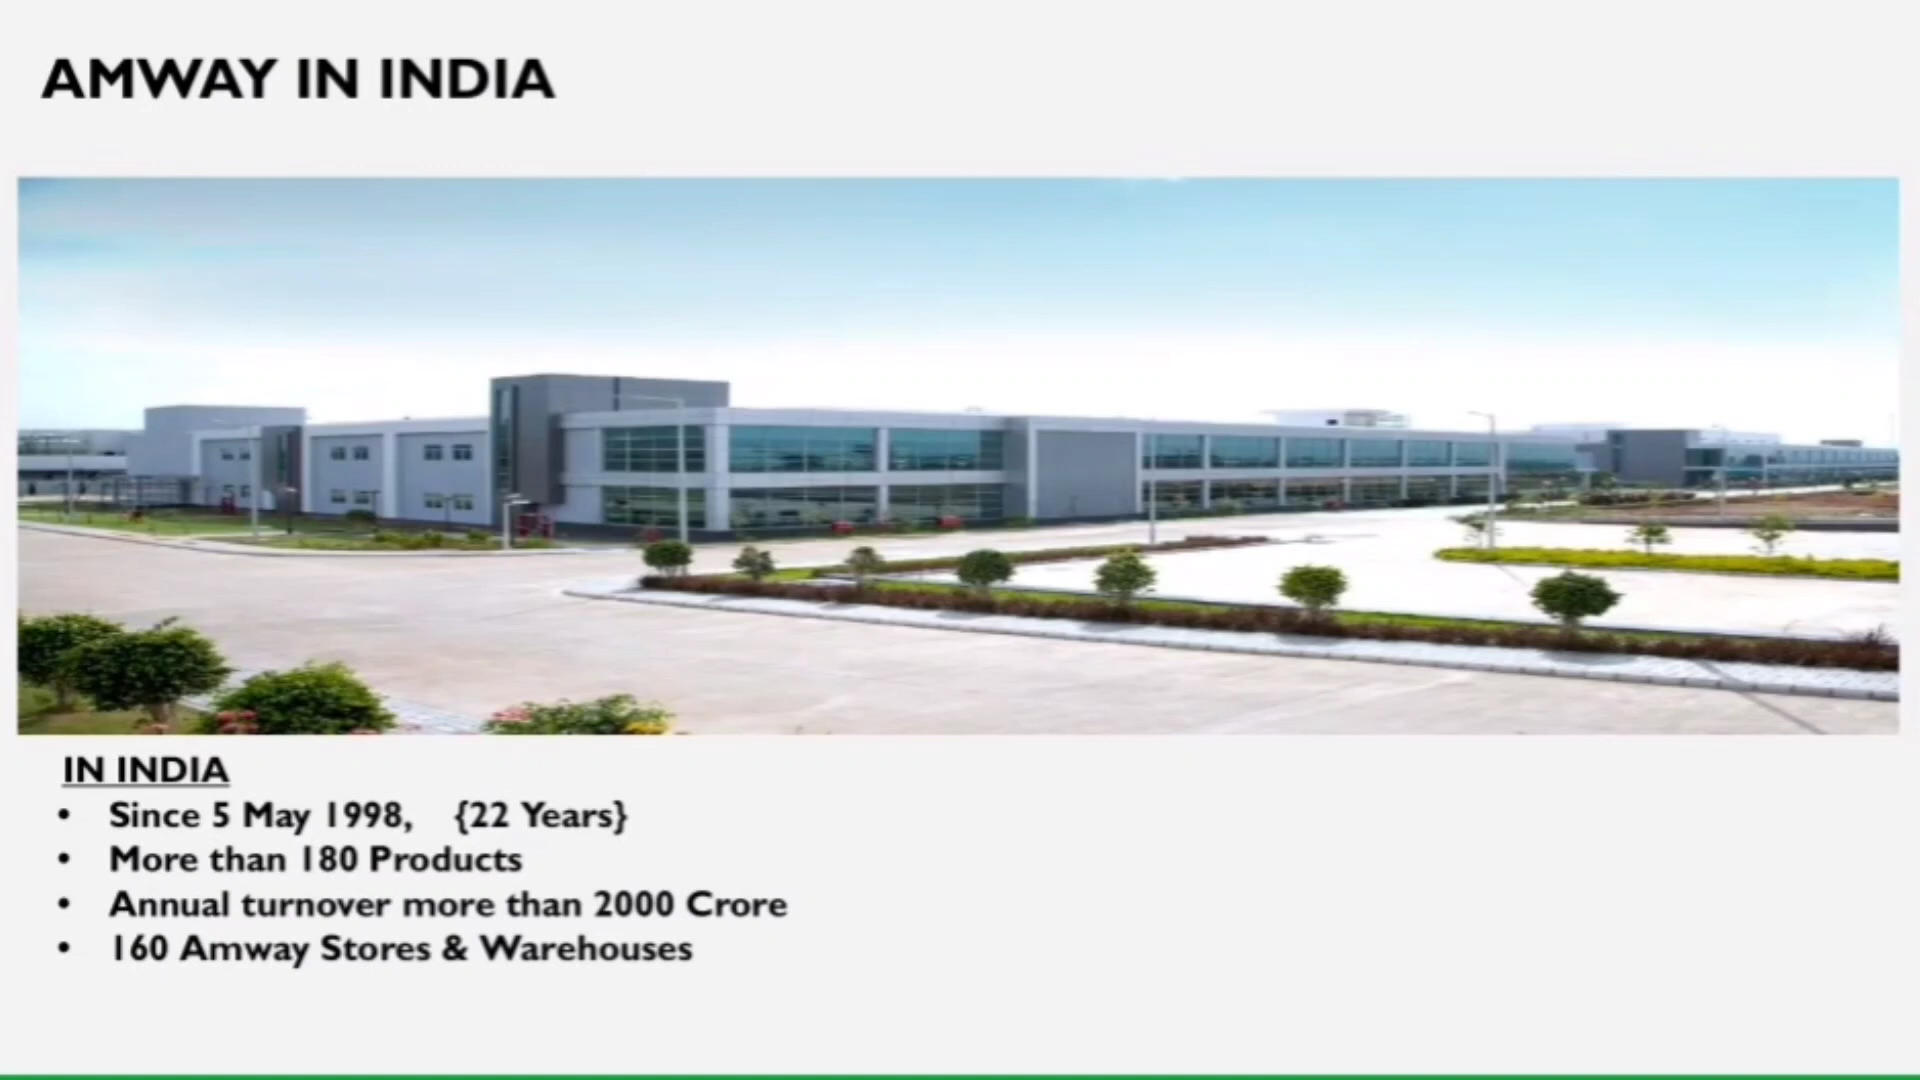 AMWAY IN INDIA
IN INDIA
• Since 5 May 1998, {22 Years}
• More than 180 Products
• Annual turnover more than 2000 Crore
• 160 Amway Stores & Warehouses